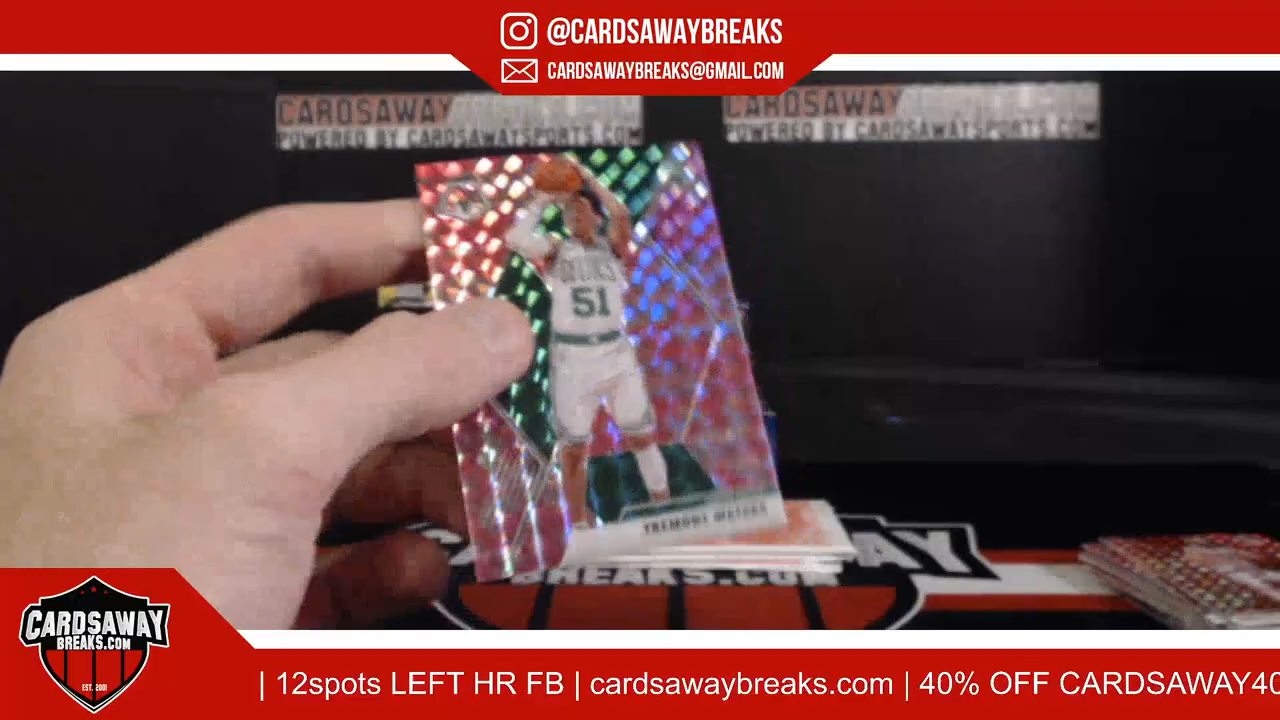 @CARDSAWAYBREAKS
CARDSAWAYBREAKS@GMAIL.COM
CARDSAWAY
POWERED BY CARDSAWAYSPORTS.COM
CARDSAWAY
POWERED BY CARDSAWAYSPORTS.COM
51
TREMONT WATERS
AY
BREAKS.COM
CARDSAWAY
BREAKS.COM
EST. 2001
| 12spots LEFT HR FB | cardsawaybreaks.com | 40% OFF CARDSAWAY40